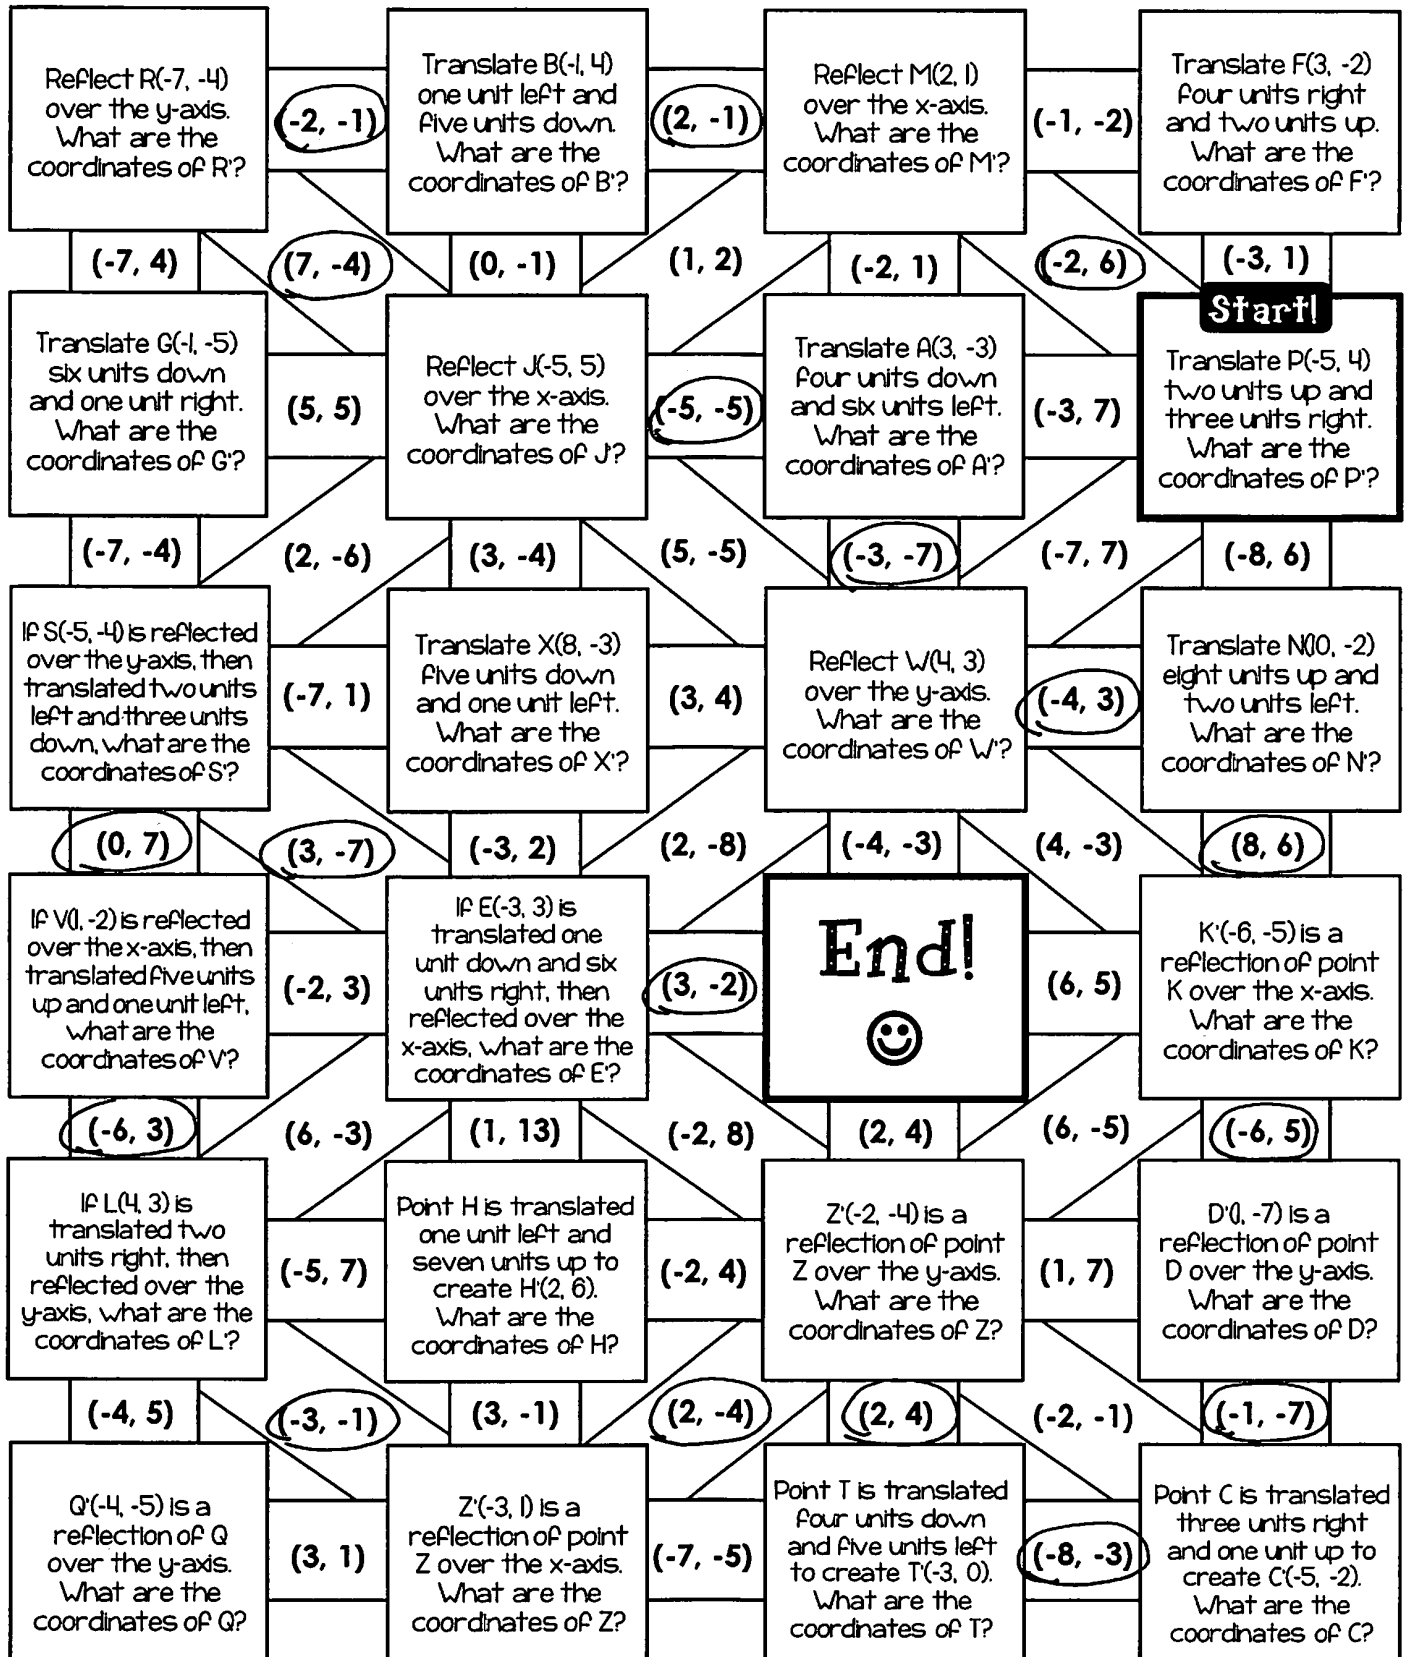 Reflect R(-7, -4)
over the y-axis.
What are the
coordinates of R'?
(-2, -1)
Translate B(-1, 4)
one unit left and
five units down.
What are the
coordinates of B'?
(2, -1)
Reflect M(2, 1)
over the x-axis.
What are the
coordinates of M'?
(-1, -2)
Translate F(3, -2)
four units right
and two units up.
What are the
coordinates of F'?
(-7, 4)
(7, -4)
(0, -1)
(1, 2)
(-2, 1)
(-2, 6)
(-3, 1)
Translate G(-1, -5)
six units down
and one unit right.
What are the
coordinates of G'?
(5, 5)
Reflect J(-5, 5)
over the x-axis.
What are the
coordinates of J'?
(-5, -5)
Translate A(3, -3)
four units down
and six units left.
What are the
coordinates of A'?
(-3, 7)
Start!
Translate P(-5, 4)
two units up and
three units right.
What are the
coordinates of P'?
(-7, -4)
(2, -6)
(3, -4)
(5, -5)
(-3, -7)
(-7, 7)
(-8, 6)
If S(-5, -4) is reflected
over the y-axis, then
translated two units
left and three units
down, what are the
coordinates of S'?
(-7, 1)
Translate X(8, -3)
five units down
and one unit left.
What are the
coordinates of X'?
(3, 4)
Reflect W(4, 3)
over the y-axis.
What are the
coordinates of W'?
(-4, 3)
Translate N(10, -2)
eight units up and
two units left.
What are the
coordinates of N'?
(0, 7)
(3, -7)
(-3, 2)
(2, -8)
(-4, -3)
(4, -3)
(8, 6)
If V(1, -2) is reflected
over the x-axis, then
translated five units
up and one unit left,
what are the
coordinates of V'?
(-2, 3)
If E(-3, 3) is
translated one
unit down and six
units right, then
reflected over the
x-axis, what are the
coordinates of E'?
(3, -2)
End!
(6, 5)
K'(-6, -5) is a
reflection of point
K over the x-axis.
What are the
coordinates of K?
(-6, 3)
(6, -3)
(1, 13)
(-2, 8)
(2, 4)
(6, -5)
(-6, 5)
If L(4, 3) is
translated two
units right, then
reflected over the
y-axis, what are the
coordinates of L'?
(-5, 7)
Point H is translated
one unit left and
seven units up to
create H'(2, 6).
What are the
coordinates of H?
(-2, 4)
Z'(-2, -4) is a
reflection of point
Z over the y-axis.
What are the
coordinates of Z?
(1, 7)
D'(1, -7) is a
reflection of point
D over the y-axis.
What are the
coordinates of D?
(-4, 5)
(-3, -1)
(3, -1)
(2, -4)
(2, 4)
(-2, -1)
(-1, -7)
Q'(-4, -5) is a
reflection of Q
over the y-axis.
What are the
coordinates of Q?
(3, 1)
Z'(-3, 1) is a
reflection of point
Z over the x-axis.
What are the
coordinates of Z?
(-7, -5)
Point T is translated
four units down
and five units left
to create T'(-3, 0).
What are the
coordinates of T?
(-8, -3)
Point C is translated
three units right
and one unit up to
create C'(-5, -2).
What are the
coordinates of C?